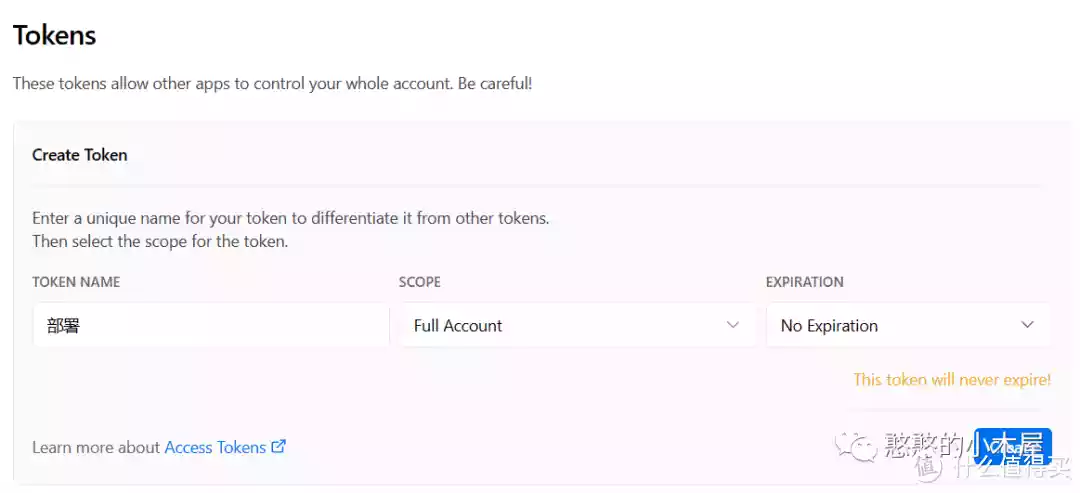 Tokens
These tokens allow other apps to control your whole account. Be careful!
Create Token
Enter a unique name for your token to differentiate it from other tokens.
Then select the scope for the token.
TOKEN NAME
SCOPE
EXPIRATION
部署
Full Account
No Expiration
This token will never expire!
Learn more about Access Tokens
Create
憨憨的小木屋
值 什么值得买